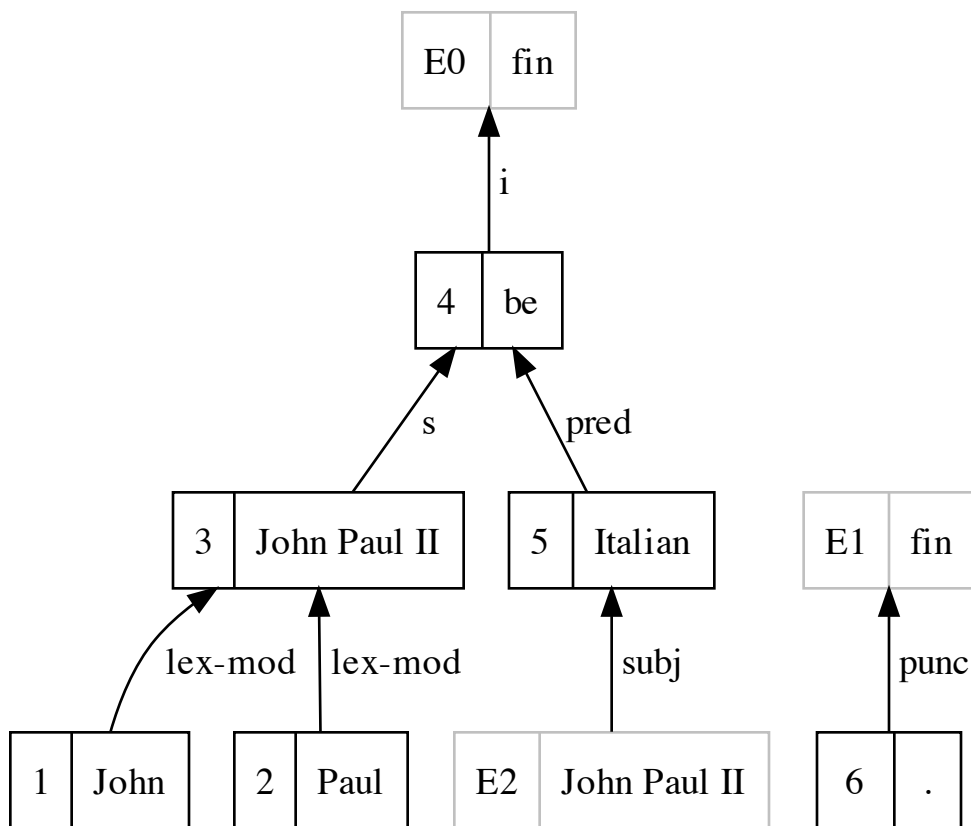 E0 fin
i
4 be
s pred
3 John Paul II 5 Italian E1 fin
lex-mod lex-mod subj punc
1 John 2 Paul E2 John Paul II 6 .